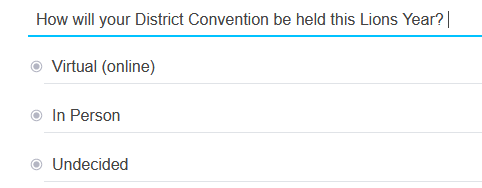 How will your District Convention be held this Lions Year?
Virtual (online)
In Person
Undecided